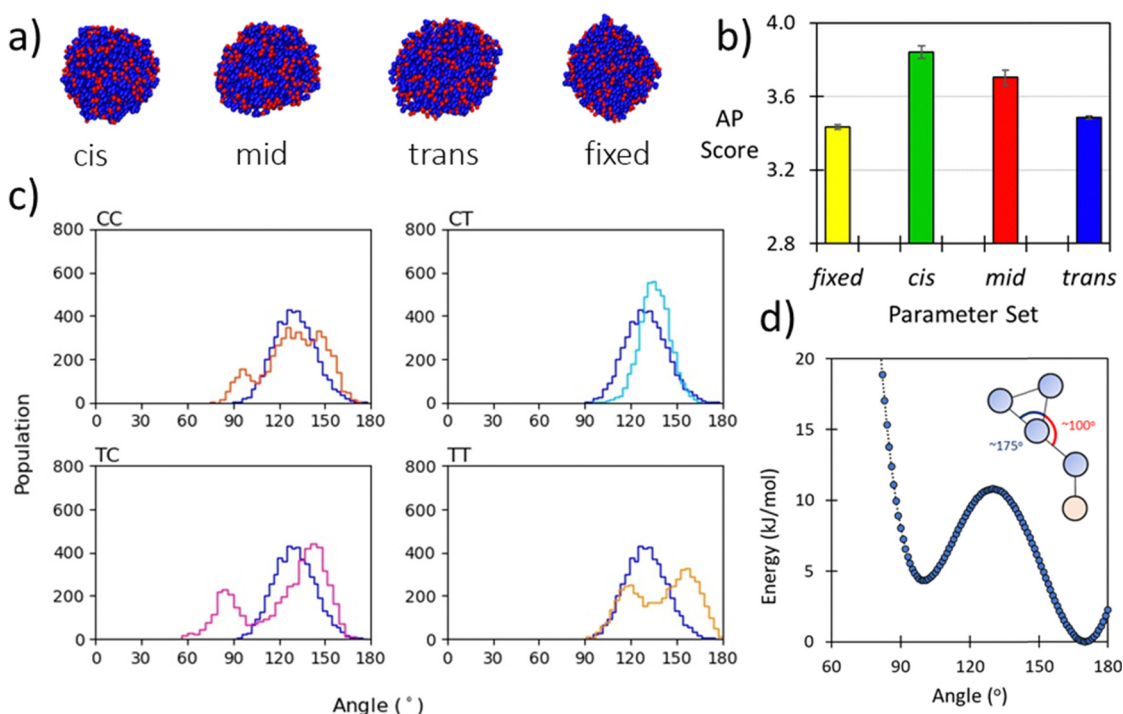 a)
cis
mid
trans
fixed
b)
4.0
3.6
3.2
2.8
AP
Score
fixed
cis
mid
trans
Parameter Set
c)
CC
800
600
400
200
0
0
30
60
90
120
150
180
CT
800
600
400
200
0
0
30
60
90
120
150
180
TC
800
600
400
200
0
0
30
60
90
120
150
180
TT
800
600
400
200
0
0
30
60
90
120
150
180
Population
Angle (°)
d)
20
15
10
5
0
60
90
120
150
180
Energy (kJ/mol)
Angle (°)
~100°
~175°